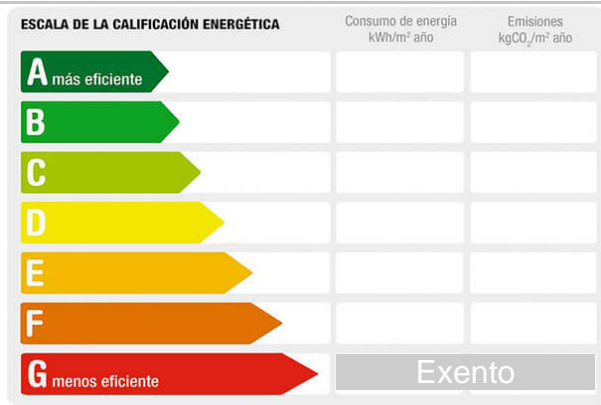 ESCALA DE LA CALIFICACIÓN ENERGÉTICA
Consumo de energía
kWh/m² año
Emisiones
kgCO₂/m² año
A más eficiente
B
C
D
E
F
G menos eficiente
Exento